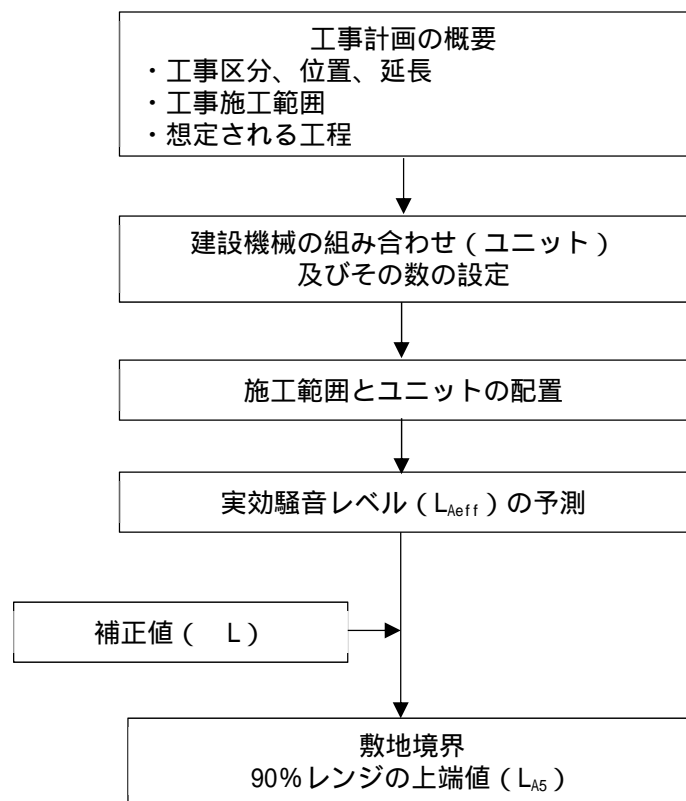 工事計画の概要
・工事区分、位置、延長
・工事施工範囲
・想定される工程
建設機械の組み合わせ(ユニット)
及びその数の設定
施工範囲とユニットの配置
実効騒音レベル(LAeff)の予測
補正値(　L)
敷地境界
90%レンジの上端値(LA5)